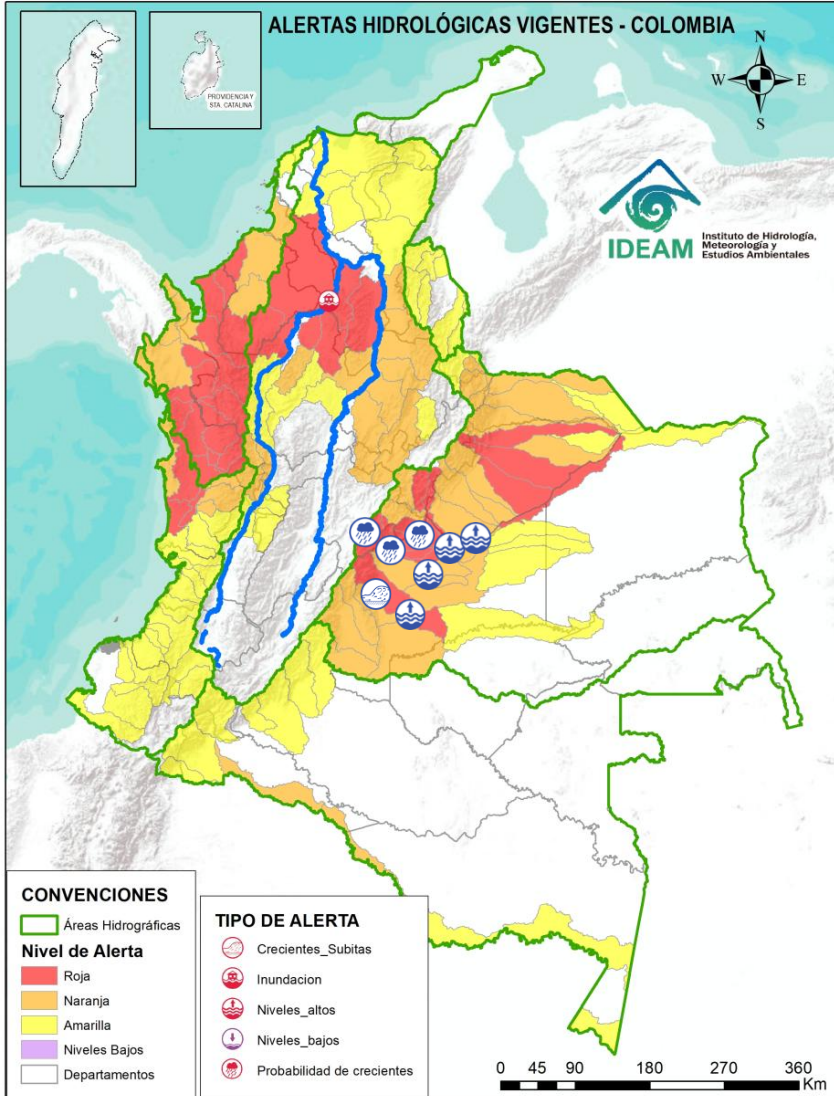 ALERTAS HIDROLÓGICAS VIGENTES - COLOMBIA
PROVIDENCIA Y
STA. CATALINA
N
W
E
S
IDEAM
Instituto de Hidrología,
Meteorología y
Estudios Ambientales
CONVENCIONES
Áreas Hidrográficas
Nivel de Alerta
Roja
Naranja
Amarilla
Niveles Bajos
Departamentos
TIPO DE ALERTA
Crecientes_Subitas
Inundacion
Niveles_altos
Niveles_bajos
Probabilidad de crecientes
0 45 90 180 270 360
Km